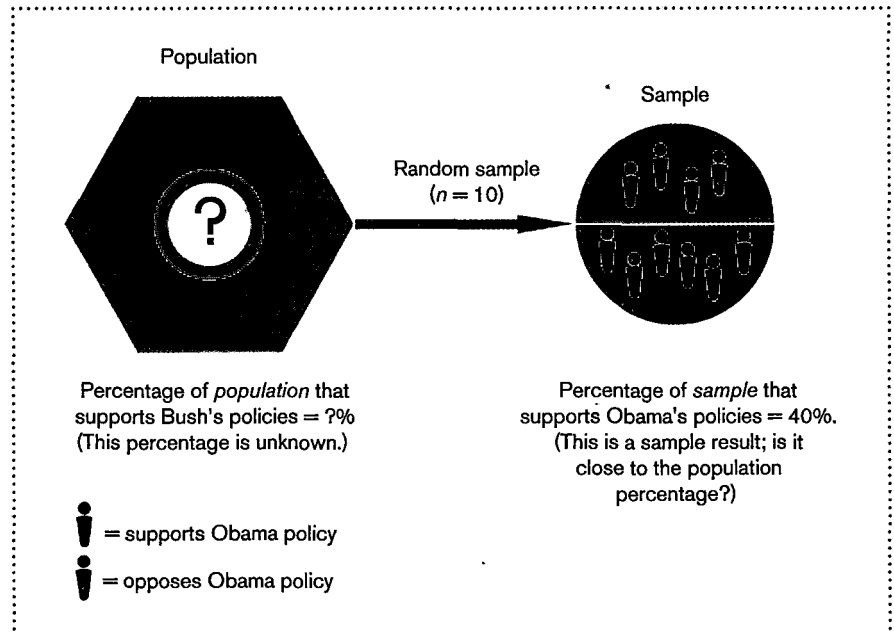 Population
Sample
Random sample
(n = 10)
?
Percentage of population that
supports Bush's policies = ?%
(This percentage is unknown.)
Percentage of sample that
supports Obama's policies = 40%.
(This is a sample result; is it
close to the population
percentage?)
= supports Obama policy
= opposes Obama policy